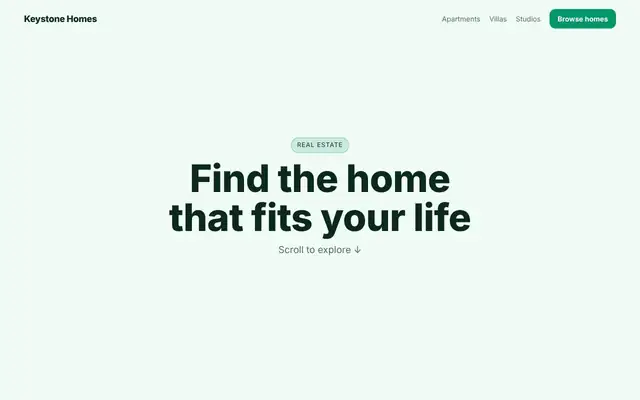 Keystone Homes
Apartments Villas Studios Browse homes
REAL ESTATE
Find the home
that fits your life
Scroll to explore ↓